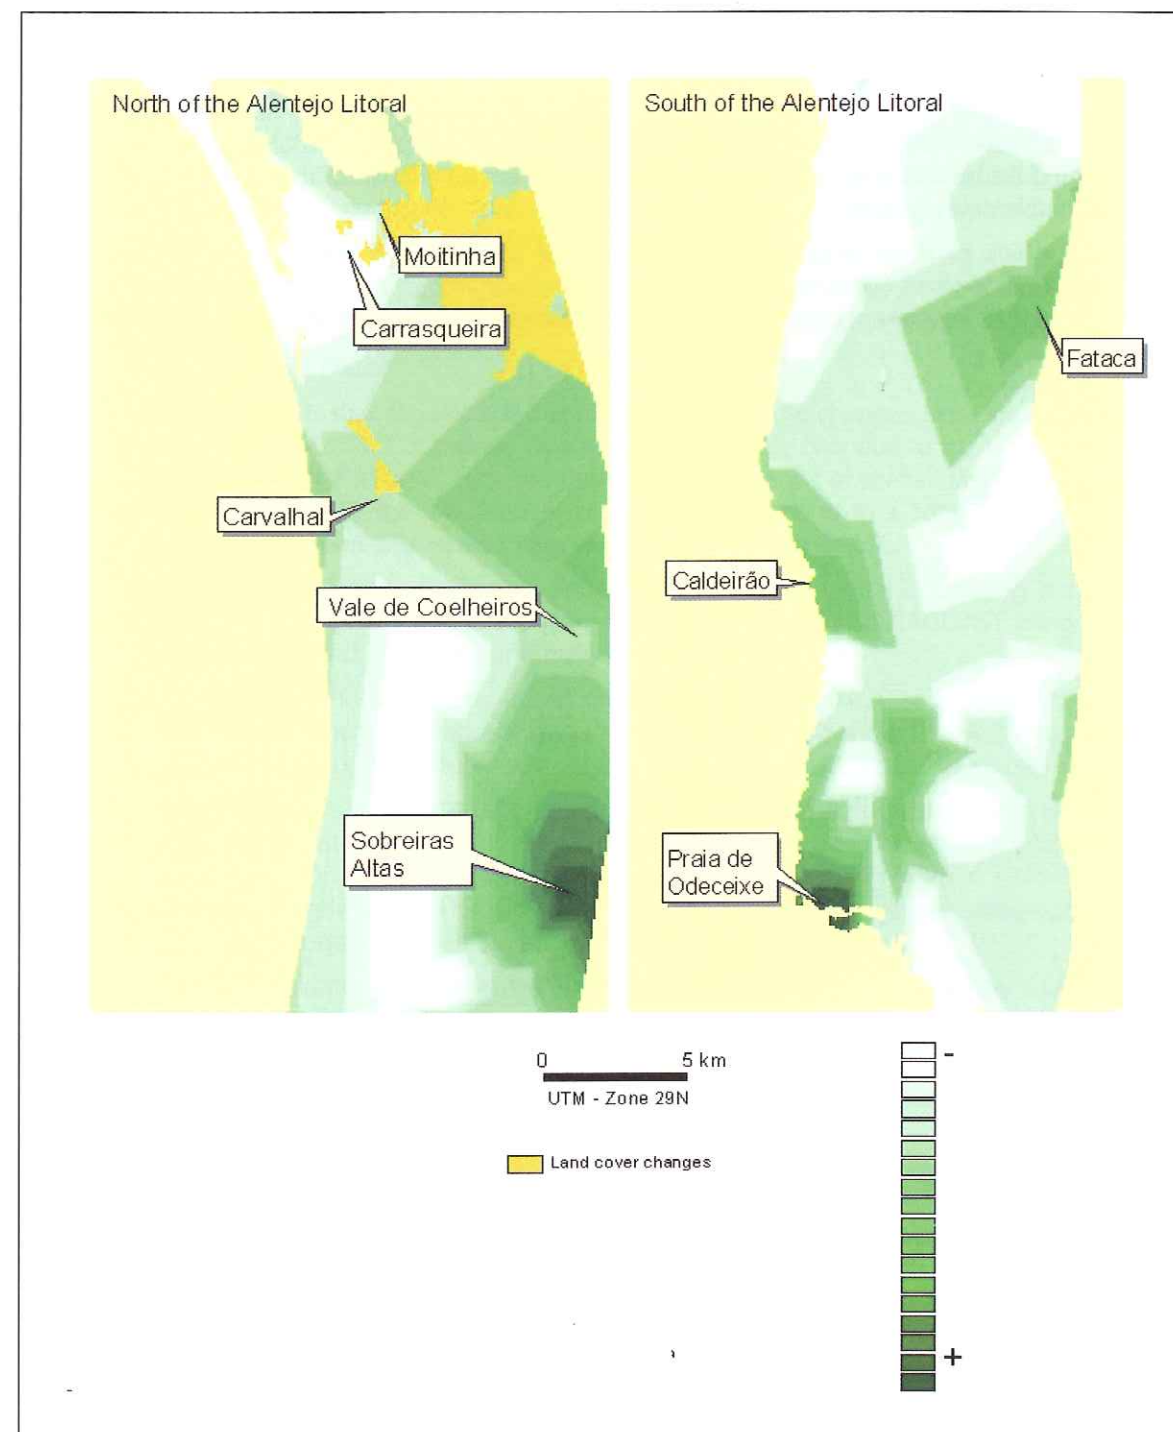 North of the Alentejo Litoral
South of the Alentejo Litoral
Moitinha
Carrasqueira
Fataca
Carvalhal
Caldeirão
Vale de Coelheiros
Sobreiras
Altas
Praia de
Odeceixe
0 5 km
UTM - Zone 29N
Land cover changes
-
+